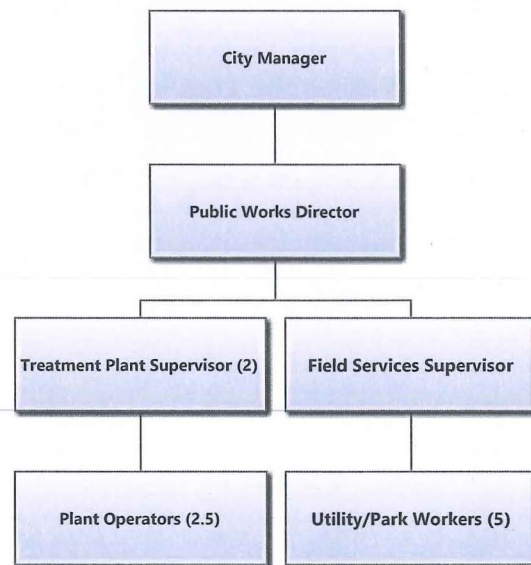 City Manager
Public Works Director
Treatment Plant Supervisor (2)
Field Services Supervisor
Plant Operators (2.5)
Utility/Park Workers (5)